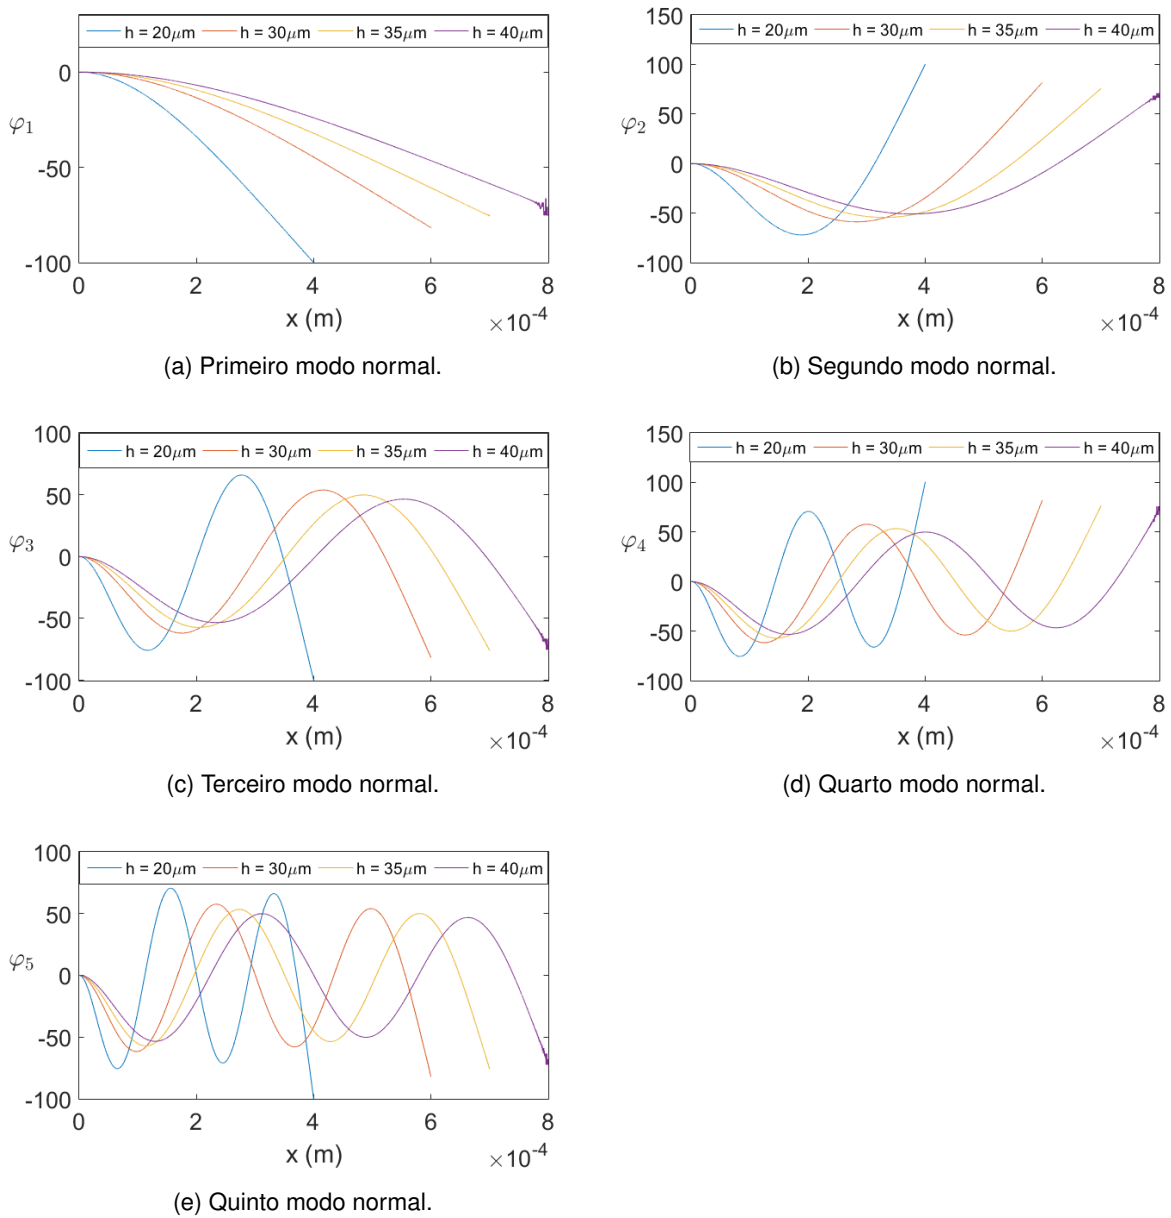 h = 20μm h = 30μm h = 35μm h = 40μm
0
-50
-100
φ1
0 2 4 6 8
x (m)
×10-4
(a) Primeiro modo normal.
h = 20μm h = 30μm h = 35μm h = 40μm
150
100
50
0
-50
-100
φ2
0 2 4 6 8
x (m)
×10-4
(b) Segundo modo normal.
h = 20μm h = 30μm h = 35μm h = 40μm
100
50
0
-50
-100
φ3
0 2 4 6 8
x (m)
×10-4
(c) Terceiro modo normal.
h = 20μm h = 30μm h = 35μm h = 40μm
150
100
50
0
-50
-100
φ4
0 2 4 6 8
x (m)
×10-4
(d) Quarto modo normal.
h = 20μm h = 30μm h = 35μm h = 40μm
100
50
0
-50
-100
φ5
0 2 4 6 8
x (m)
×10-4
(e) Quinto modo normal.